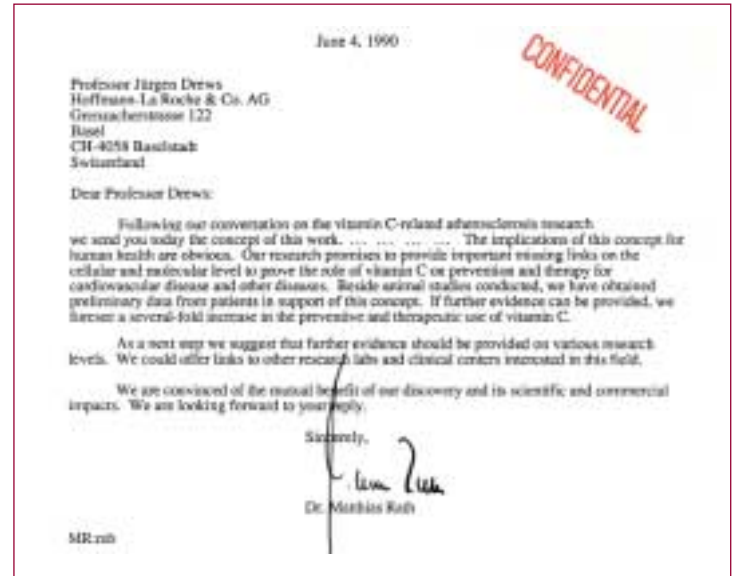 June 4, 1990
CONFIDENTIAL
Professor Jürgen Drews
Hoffmann-La Roche & Co. AG
Grenzacherstrasse 122
Basel
CH-4058 Baselstadt
Switzerland
Dear Professor Drews:
Following our conversation on the vitamin C-related atherosclerosis research
we send you today the concept of this work. ... ... ... ... The implications of this concept for
human health are obvious. Our research promises to provide important missing links on the
cellular and molecular level to prove the role of vitamin C on prevention and therapy for
cardiovascular disease and other diseases. Beside animal studies conducted, we have obtained
preliminary data from patients in support of this concept. If further evidence can be provided, we
foresee a several-fold increase in the preventive and therapeutic use of vitamin C.
As a next step we suggest that further evidence should be provided on various research
levels. We could offer links to other research labs and clinical centers interested in this field.
We are convinced of the mutual benefit of our discovery and its scientific and commercial
impacts. We are looking forward to your reply.
Sincerely,
Dr. Matthias Rath
MR: